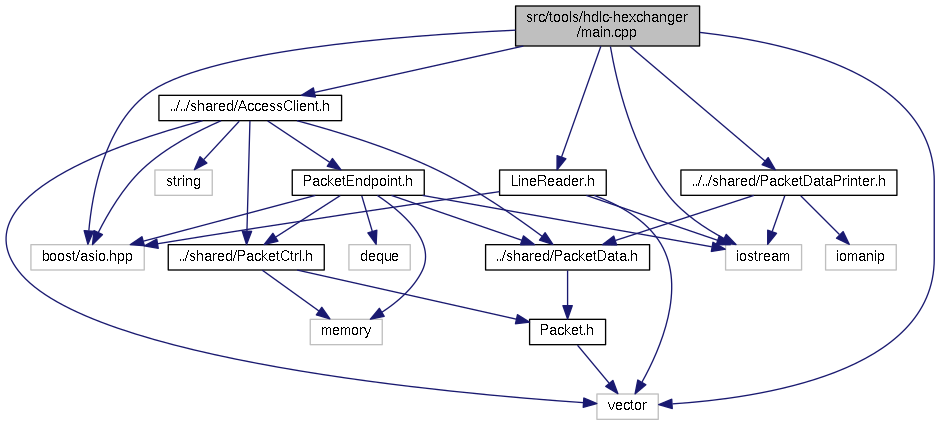 src/tools/hdlc-hexchanger
/main.cpp
../../shared/AccessClient.h
string
PacketEndpoint.h
LineReader.h
../../shared/PacketDataPrinter.h
boost/asio.hpp
../shared/PacketCtrl.h
deque
../shared/PacketData.h
iostream
iomanip
memory
Packet.h
vector